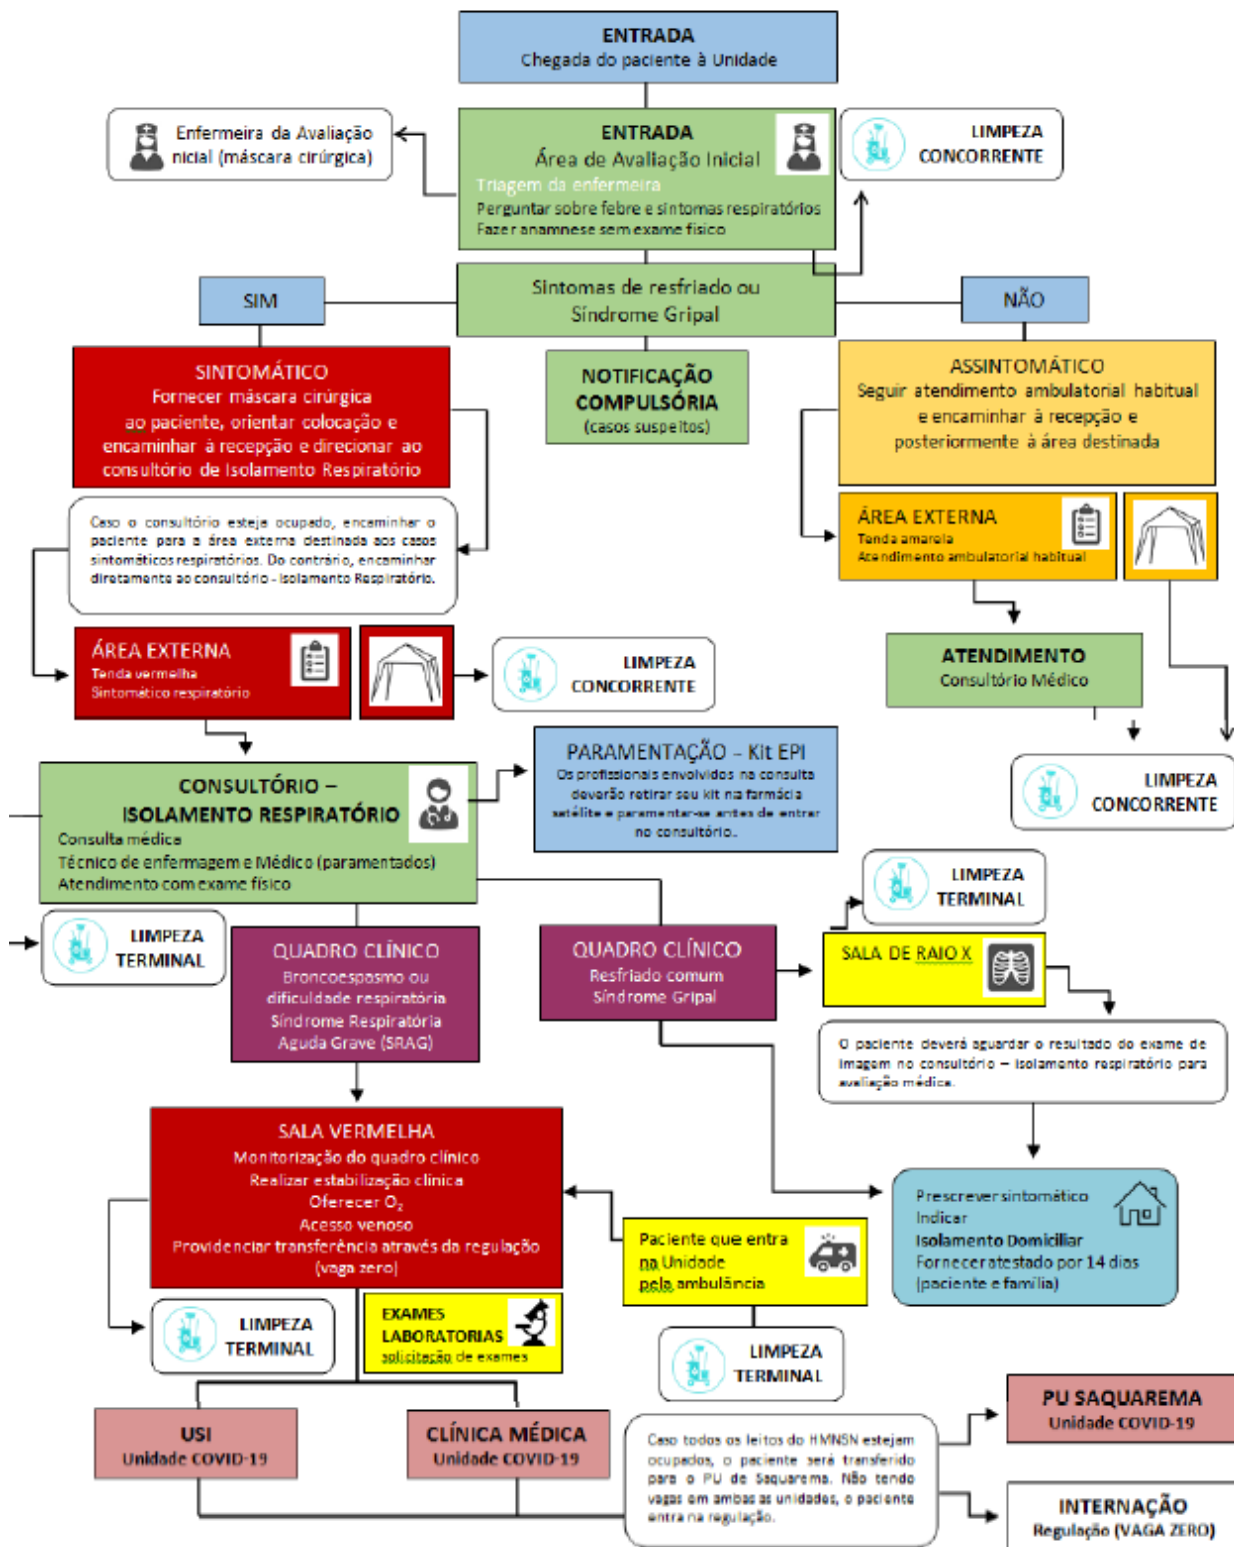 ENTRADA
Chegada do paciente à Unidade
Enfermeira da Avaliação
nicial (máscara cirúrgica)
ENTRADA
Área de Avaliação Inicial
Triagem da enfermeira
Perguntar sobre febre e sintomas respiratórios
Fazer anamnese sem exame físico
LIMPEZA
CONCORRENTE
SIM
Sintomas de resfriado ou
Síndrome Gripal
NÃO
SINTOMÁTICO
Fornecer máscara cirúrgica
ao paciente, orientar colocação e
encaminhar à recepção e direcionar ao
consultório de Isolamento Respiratório
NOTIFICAÇÃO
COMPULSÓRIA
(casos suspeitos)
ASSINTOMÁTICO
Seguir atendimento ambulatorial habitual
e encaminhar à recepção e
posteriormente à área destinada
Caso o consultório esteja ocupado, encaminhar o
paciente para a área externa destinada aos casos
sintomáticos respiratórios. Do contrário, encaminhar
diretamente ao consultório - Isolamento Respiratório.
ÁREA EXTERNA
Tenda amarela
Atendimento ambulatorial habitual
ÁREA EXTERNA
Tenda vermelha
Sintomático respiratório
LIMPEZA
CONCORRENTE
ATENDIMENTO
Consultório Médico
CONSULTÓRIO –
ISOLAMENTO RESPIRATÓRIO
Consulta médica
Técnico de enfermagem e Médico (paramentados)
Atendimento com exame físico
PARAMENTAÇÃO – Kit EPI
Os profissionais envolvidos na consulta
deverão retirar seu kit na farmácia
satélite e paramentar-se antes de entrar
no consultório..
LIMPEZA
CONCORRENTE
LIMPEZA
TERMINAL
LIMPEZA
TERMINAL
QUADRO CLÍNICO
Broncoespasmo ou
dificuldade respiratória
Síndrome Respiratória
Aguda Grave (SRAG)
QUADRO CLÍNICO
Resfriado comum
Síndrome Gripal
SALA DE RAIO X
O paciente deverá aguardar o resultado do exame de
imagem no consultório – isolamento respiratório para
avaliação médica.
SALA VERMELHA
Monitorização do quadro clínico
Realizar estabilização clínica
Oferecer O₂
Acesso venoso
Providenciar transferência através da regulação
(vaga zero)
Paciente que entra
na Unidade
pela ambulância
Prescrever sintomático
Indicar
Isolamento Domiciliar
Fornecer atestado por 14 dias
(paciente e família)
LIMPEZA
TERMINAL
EXAMES
LABORATORIAS
solicitação de exames
LIMPEZA
TERMINAL
USI
Unidade COVID-19
CLÍNICA MÉDICA
Unidade COVID-19
Caso todos os leitos do HMNSN estejam
ocupados, o paciente será transferido
para o PU de Saquarema. Não tendo
vagas em ambas as unidades, o paciente
entra na regulação.
PU SAQUAREMA
Unidade COVID-19
INTERNAÇÃO
Regulação (VAGA ZERO)